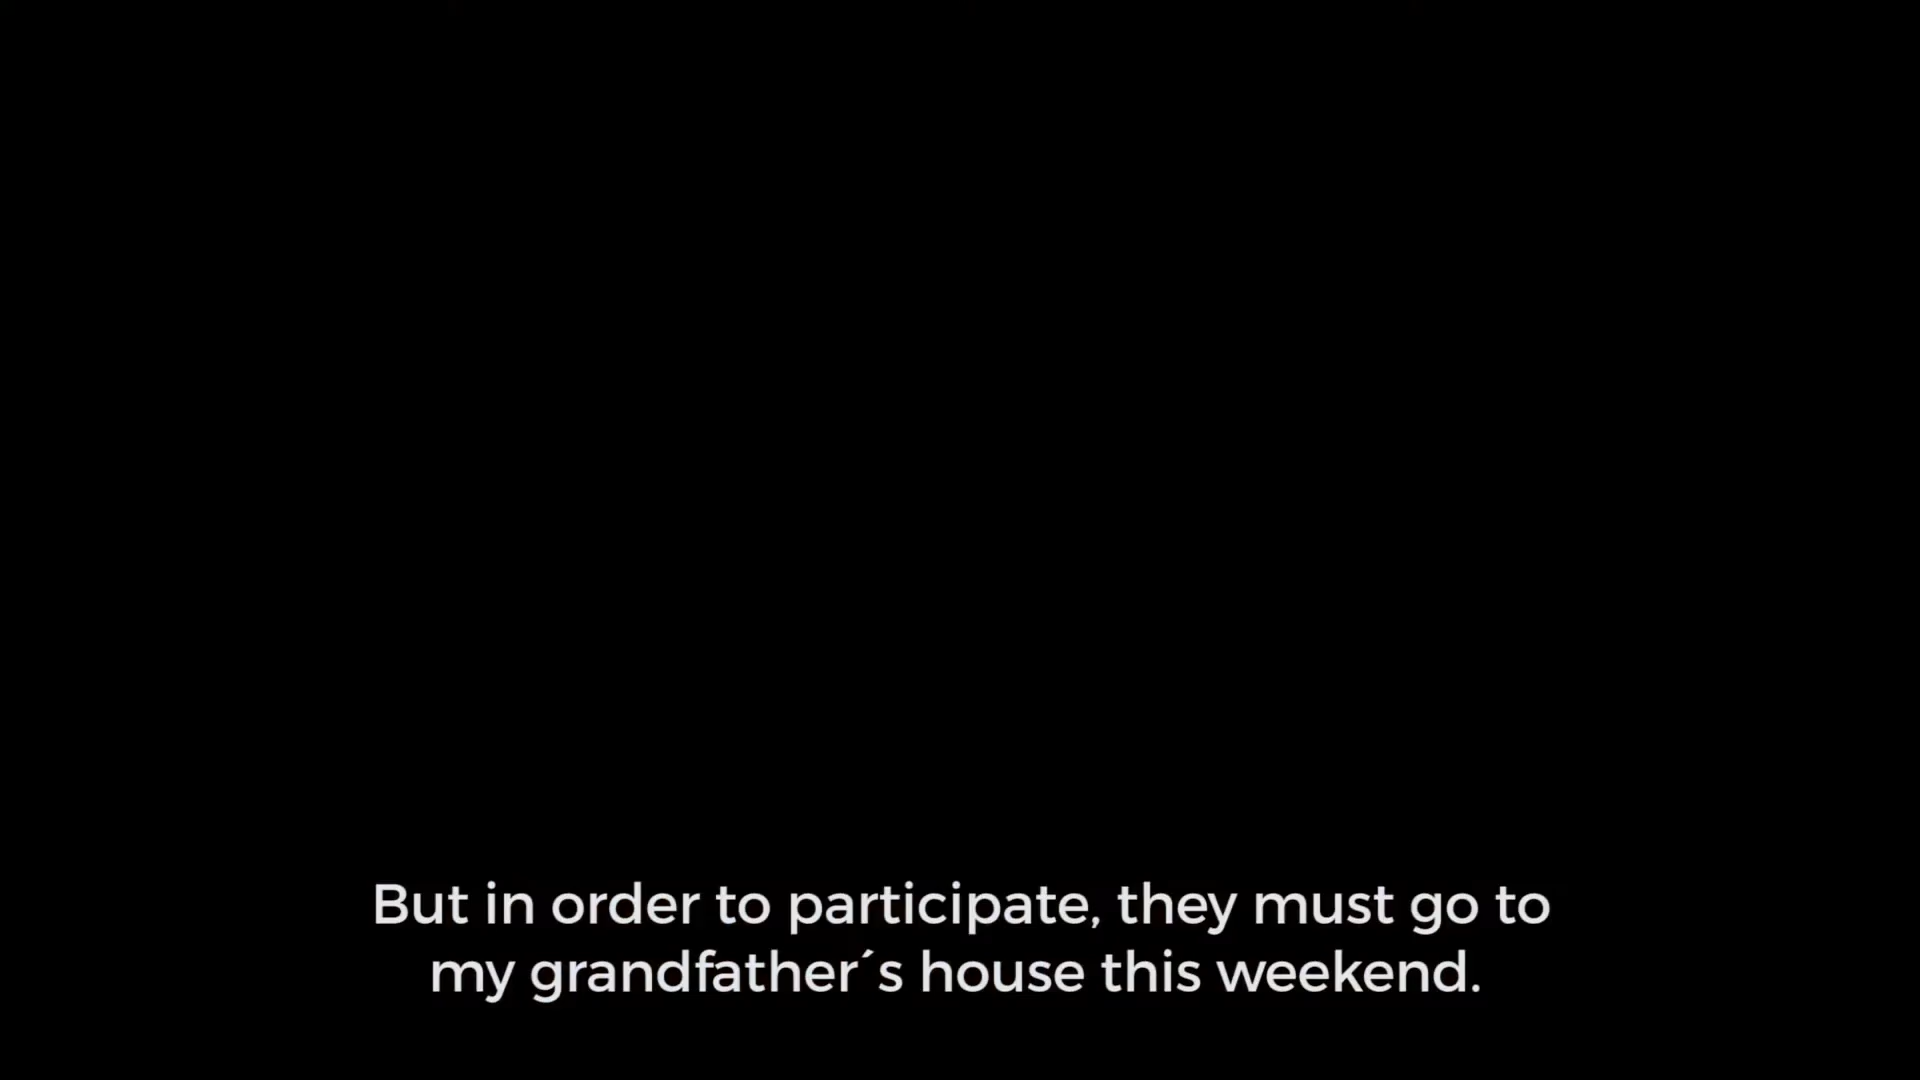 But in order to participate, they must go to
my grandfather´s house this weekend.